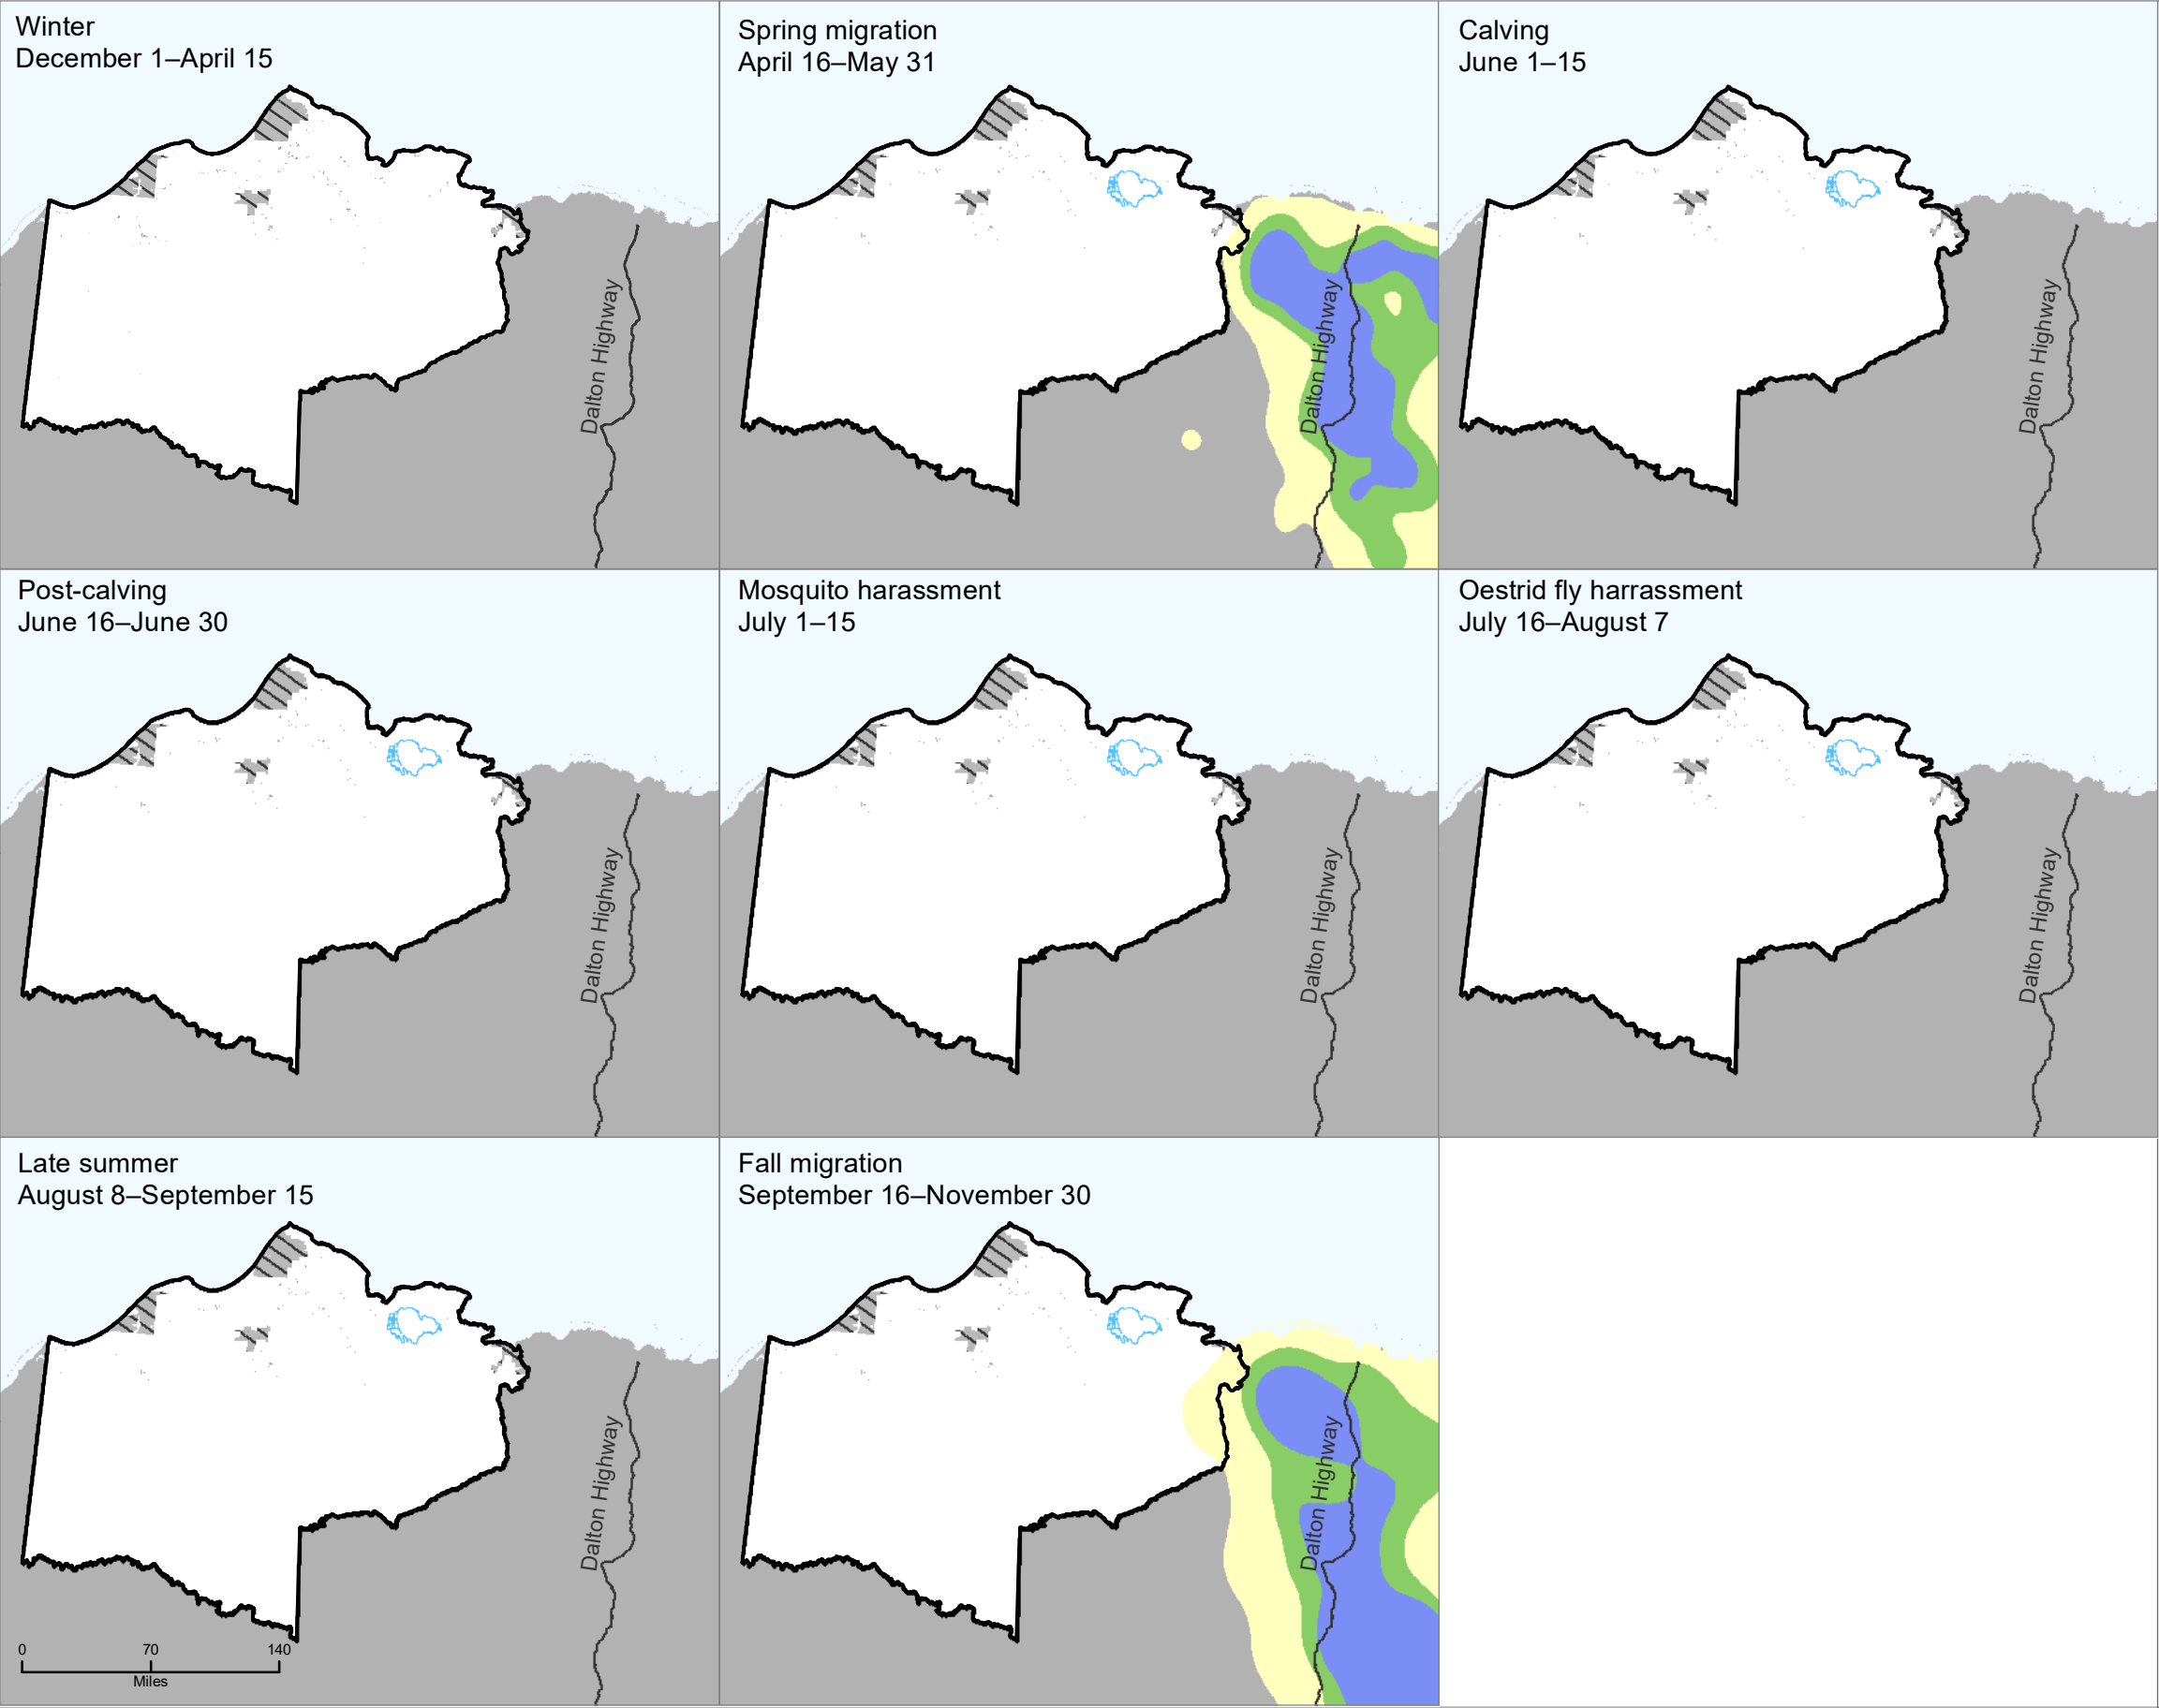 Winter
December 1–April 15
Dalton Highway
Spring migration
April 16–May 31
Dalton Highway
Calving
June 1–15
Dalton Highway
Post-calving
June 16–June 30
Dalton Highway
Mosquito harassment
July 1–15
Dalton Highway
Oestrid fly harrassment
July 16–August 7
Dalton Highway
Late summer
August 8–September 15
Dalton Highway
0 70 140
Miles
Fall migration
September 16–November 30
Dalton Highway